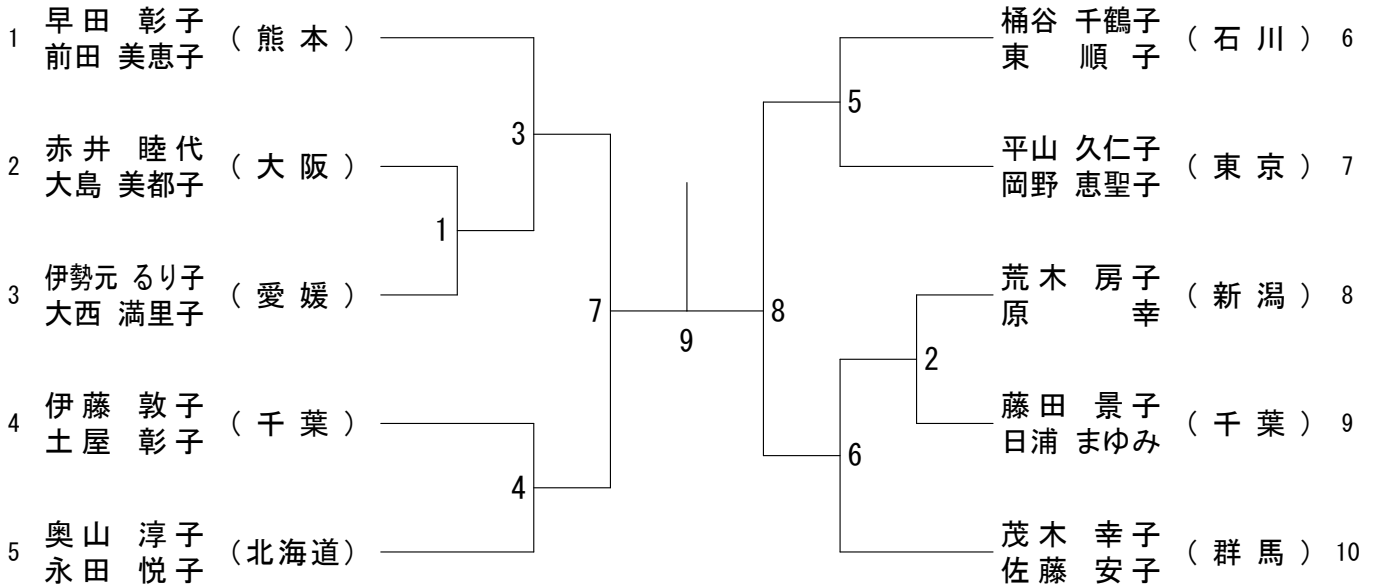 1 早田 彰子 (熊本)
前田 美恵子
2 赤井 睦代 (大阪)
大島 美都子
3 伊勢元 るり子 (愛媛)
大西 満里子
4 伊藤 敦子 (千葉)
土屋 彰子
5 奥山 淳子 (北海道)
永田 悦子
3
1
7
4
9
桶谷 千鶴子 (石川) 6
東 順子
平山 久仁子 (東京) 7
岡野 恵聖子
荒木 房子 (新潟) 8
原 幸
藤田 景子 (千葉) 9
日浦 まゆみ
茂木 幸子 (群馬) 10
佐藤 安子
5
8
2
6